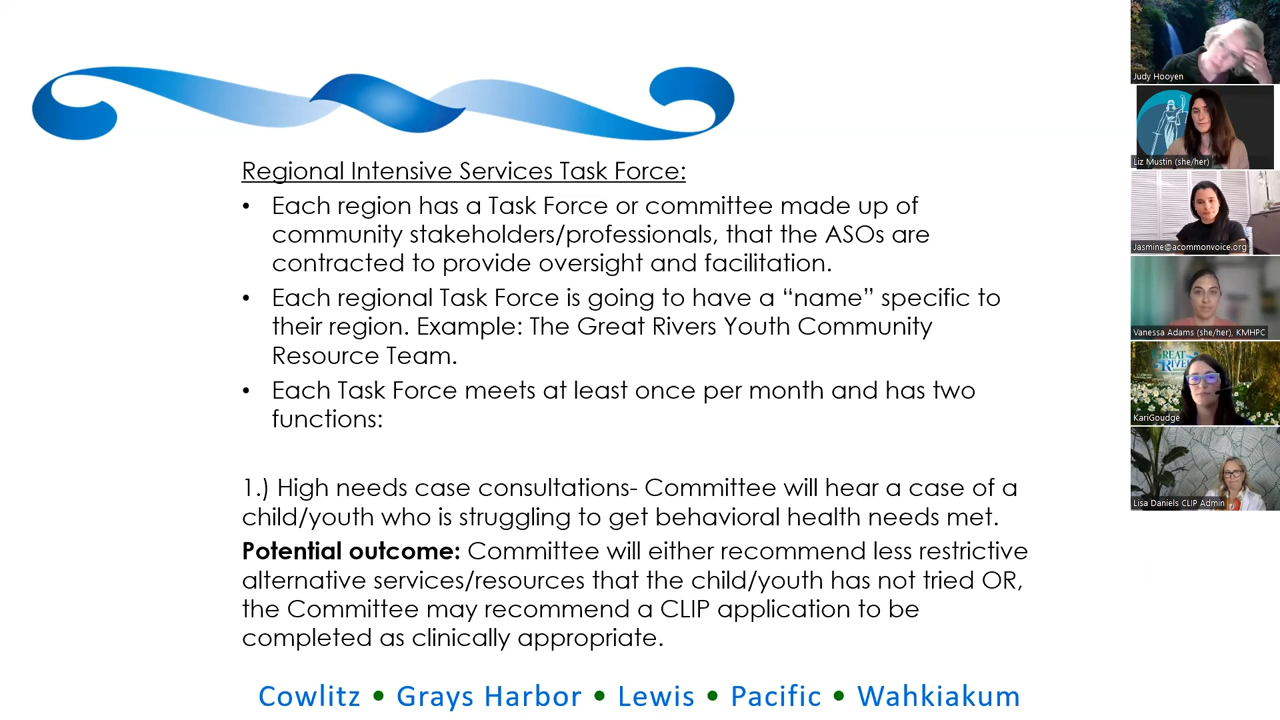 Regional Intensive Services Task Force:
• Each region has a Task Force or committee made up of
community stakeholders/professionals, that the ASOs are
contracted to provide oversight and facilitation.
• Each regional Task Force is going to have a “name” specific to
their region. Example: The Great Rivers Youth Community
Resource Team.
• Each Task Force meets at least once per month and has two
functions:
1.) High needs case consultations- Committee will hear a case of a
child/youth who is struggling to get behavioral health needs met.
Potential outcome: Committee will either recommend less restrictive
alternative services/resources that the child/youth has not tried OR,
the Committee may recommend a CLIP application to be
completed as clinically appropriate.
Cowlitz • Grays Harbor • Lewis • Pacific • Wahkiakum
Judy Hooyen
Liz Mustin (she/her)
Jasmine@acommonvoice.org
Vanessa Adams (she/her), KMHPC
GREAT
KariGoudge
Lisa Daniels CLIP Admin